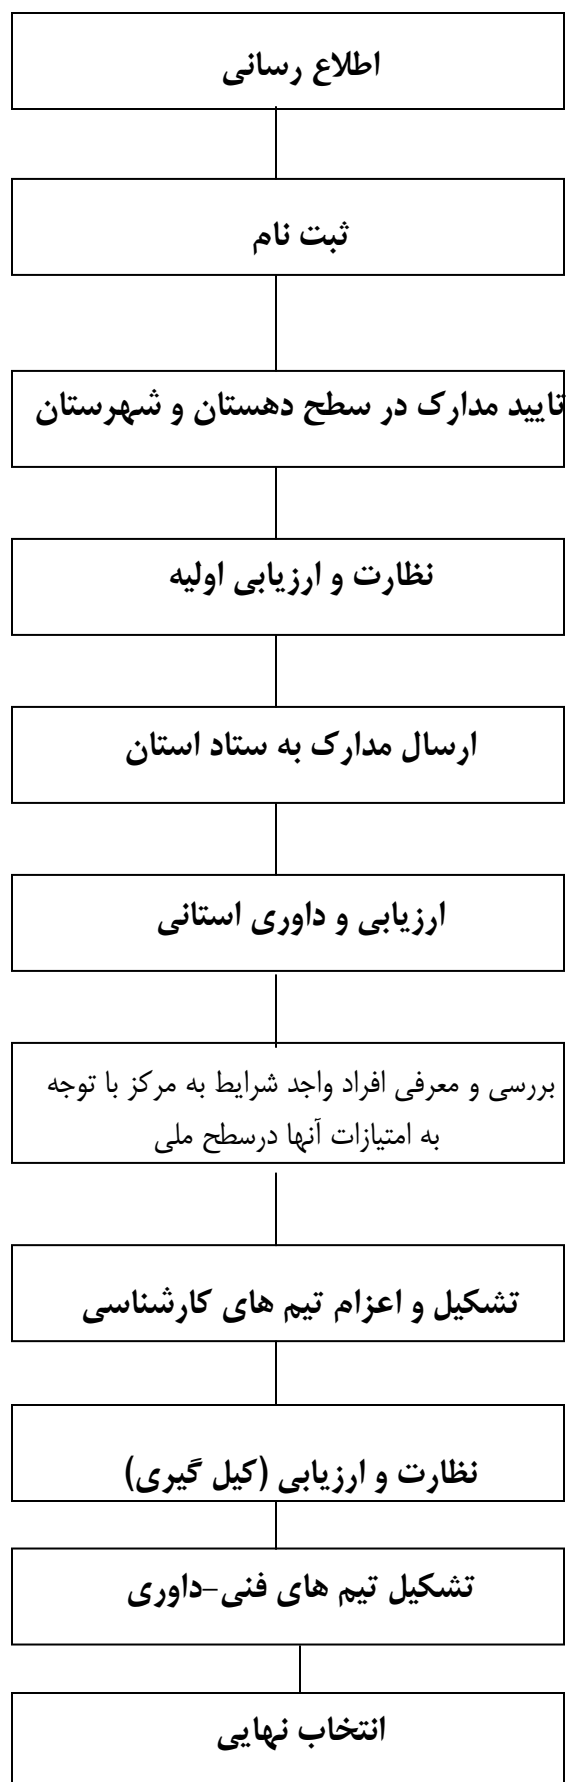 اطلاع رسانی
ثبت نام
تایید مدارک در سطح دهستان و شهرستان
نظارت و ارزیابی اولیه
ارسال مدارک به ستاد استان
ارزیابی و داوری استانی
بررسی و معرفی افراد واجد شرایط به مرکز با توجه
به امتیازات آنها درسطح ملی
تشکیل و اعزام تیم های کارشناسی
نظارت و ارزیابی (کیل گیری)
تشکیل تیم های فنی-داوری
انتخاب نهایی